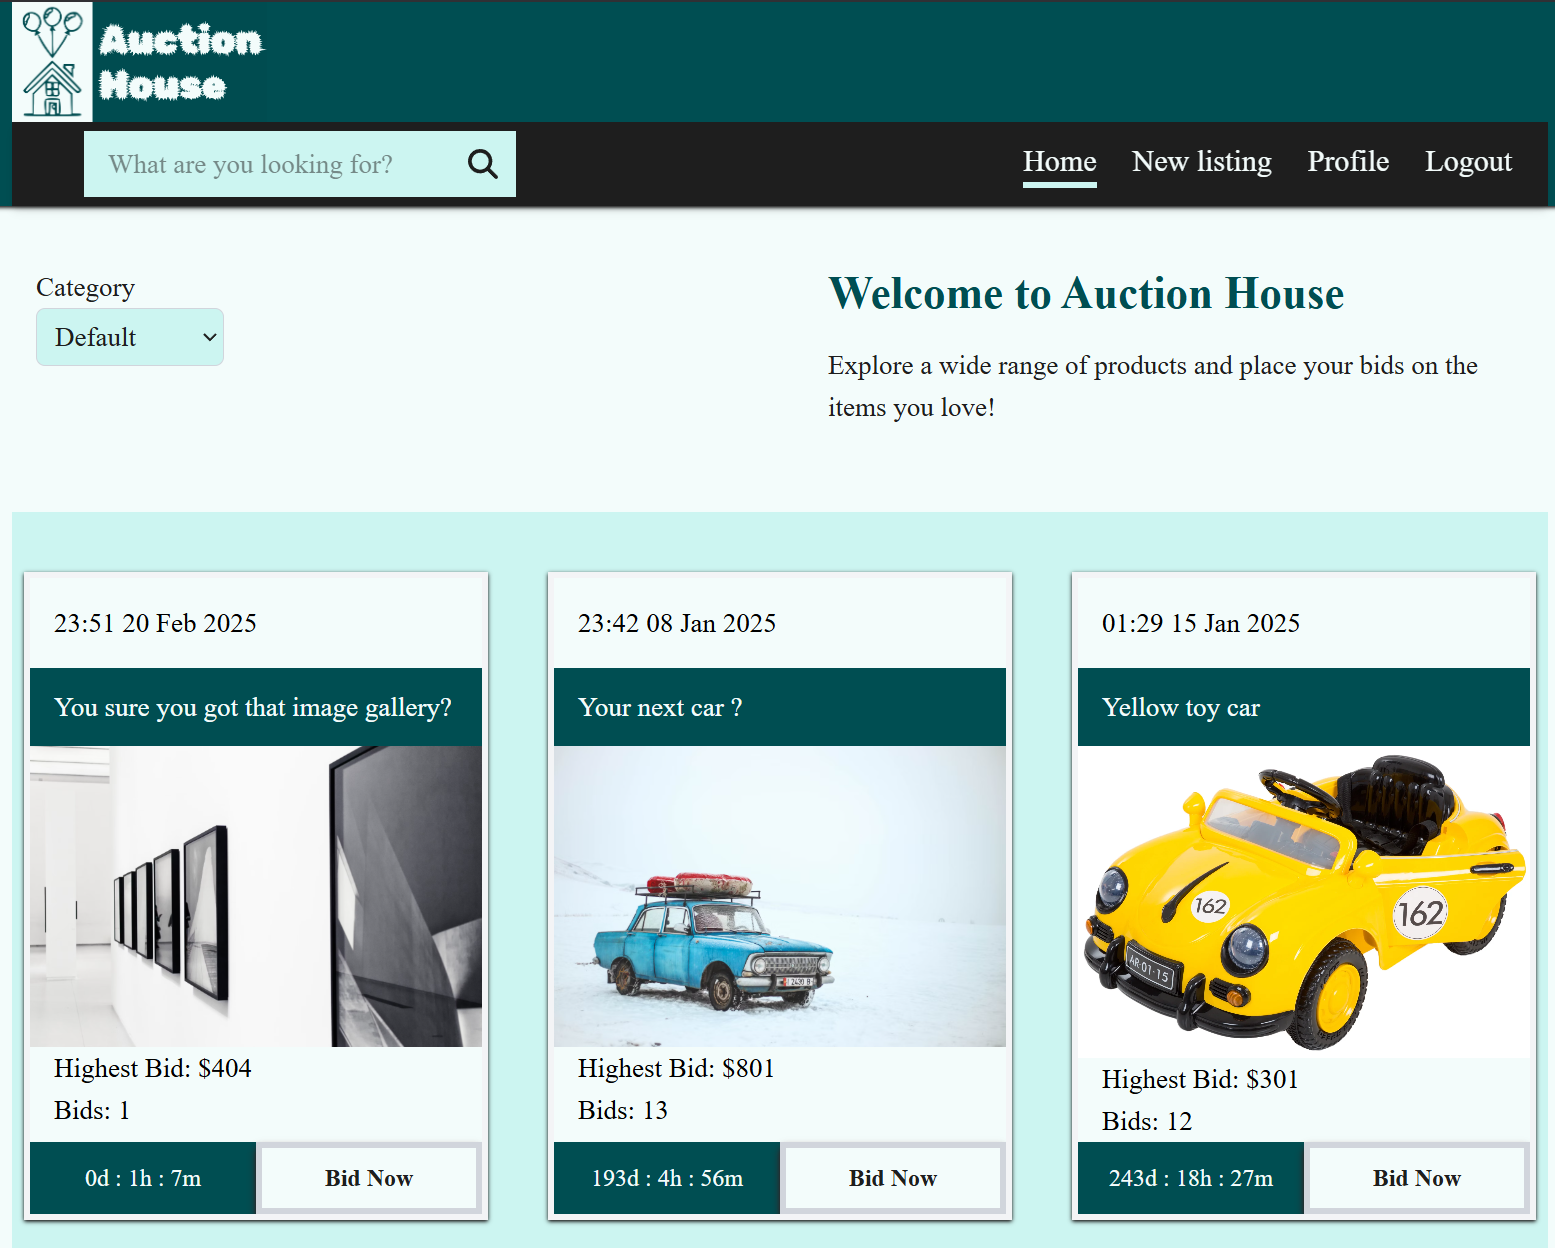 Auction
House
What are you looking for?
Home New listing Profile Logout
Category
Default
Welcome to Auction House
Explore a wide range of products and place your bids on the
items you love!
23:51 20 Feb 2025
You sure you got that image gallery?
Highest Bid: $404
Bids: 1
0d : 1h : 7m
Bid Now
23:42 08 Jan 2025
Your next car ?
Highest Bid: $801
Bids: 13
193d : 4h : 56m
Bid Now
01:29 15 Jan 2025
Yellow toy car
162
162
AR-01-15
Highest Bid: $301
Bids: 12
243d : 18h : 27m
Bid Now